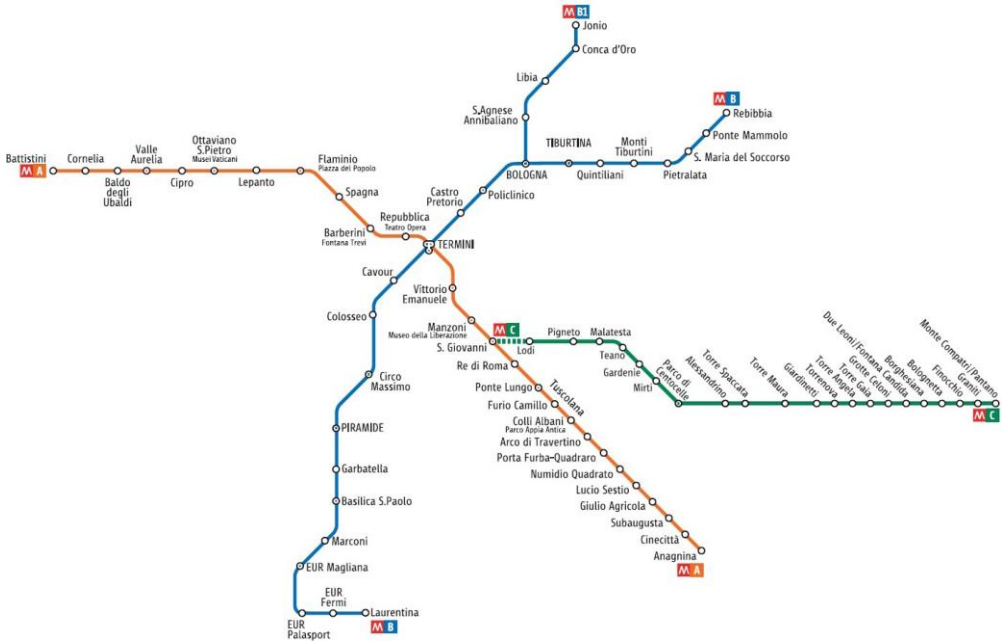 M B1
Jonio
Conca d'Oro
Libia
S.Agnese
Annibaliano
M B
Rebibbia
Ponte Mammolo
S. Maria del Soccorso
TIBURTINA
Monti
Tiburtini
BOLOGNA
Quintiliani
Pietralata
Battistini
M A
Cornelia
Baldo
degli
Ubaldi
Valle
Aurelia
Cipro
Ottaviano
S.Pietro
Musei Vaticani
Lepanto
Flaminio
Piazza del Popolo
Spagna
Barberini
Fontana Trevi
Repubblica
Teatro Opera
Castro
Pretorio
Policlinico
TERMINI
Cavour
Colosseo
Circo
Massimo
PIRAMIDE
Garbatella
Basilica S.Paolo
Marconi
EUR Magliana
EUR
Fermi
EUR
Palasport
Laurentina
M B
Vittorio
Emanuele
Manzoni
Museo della Liberazione
S. Giovanni
M C
Lodi
Pigneto
Malatesta
Teano
Gardenie
Mirti
Parco di
Centocelle
Alessandrino
Torre Spaccata
Torre Maura
Giardinetti
Torrenova
Torre Angela
Torre Gaia
Grotte Celoni
Due Leoni/Fontana Candida
Borghesiana
Bolognetta
Finocchio
Graniti
Monte Compatri/Pantano
M C
Re di Roma
Ponte Lungo
Tuscolana
Furio Camillo
Colli Albani
Parco Appia Antica
Arco di Travertino
Porta Furba-Quadraro
Numidio Quadrato
Lucio Sestio
Giulio Agricola
Subaugusta
Cinecittà
Anagnina
M A